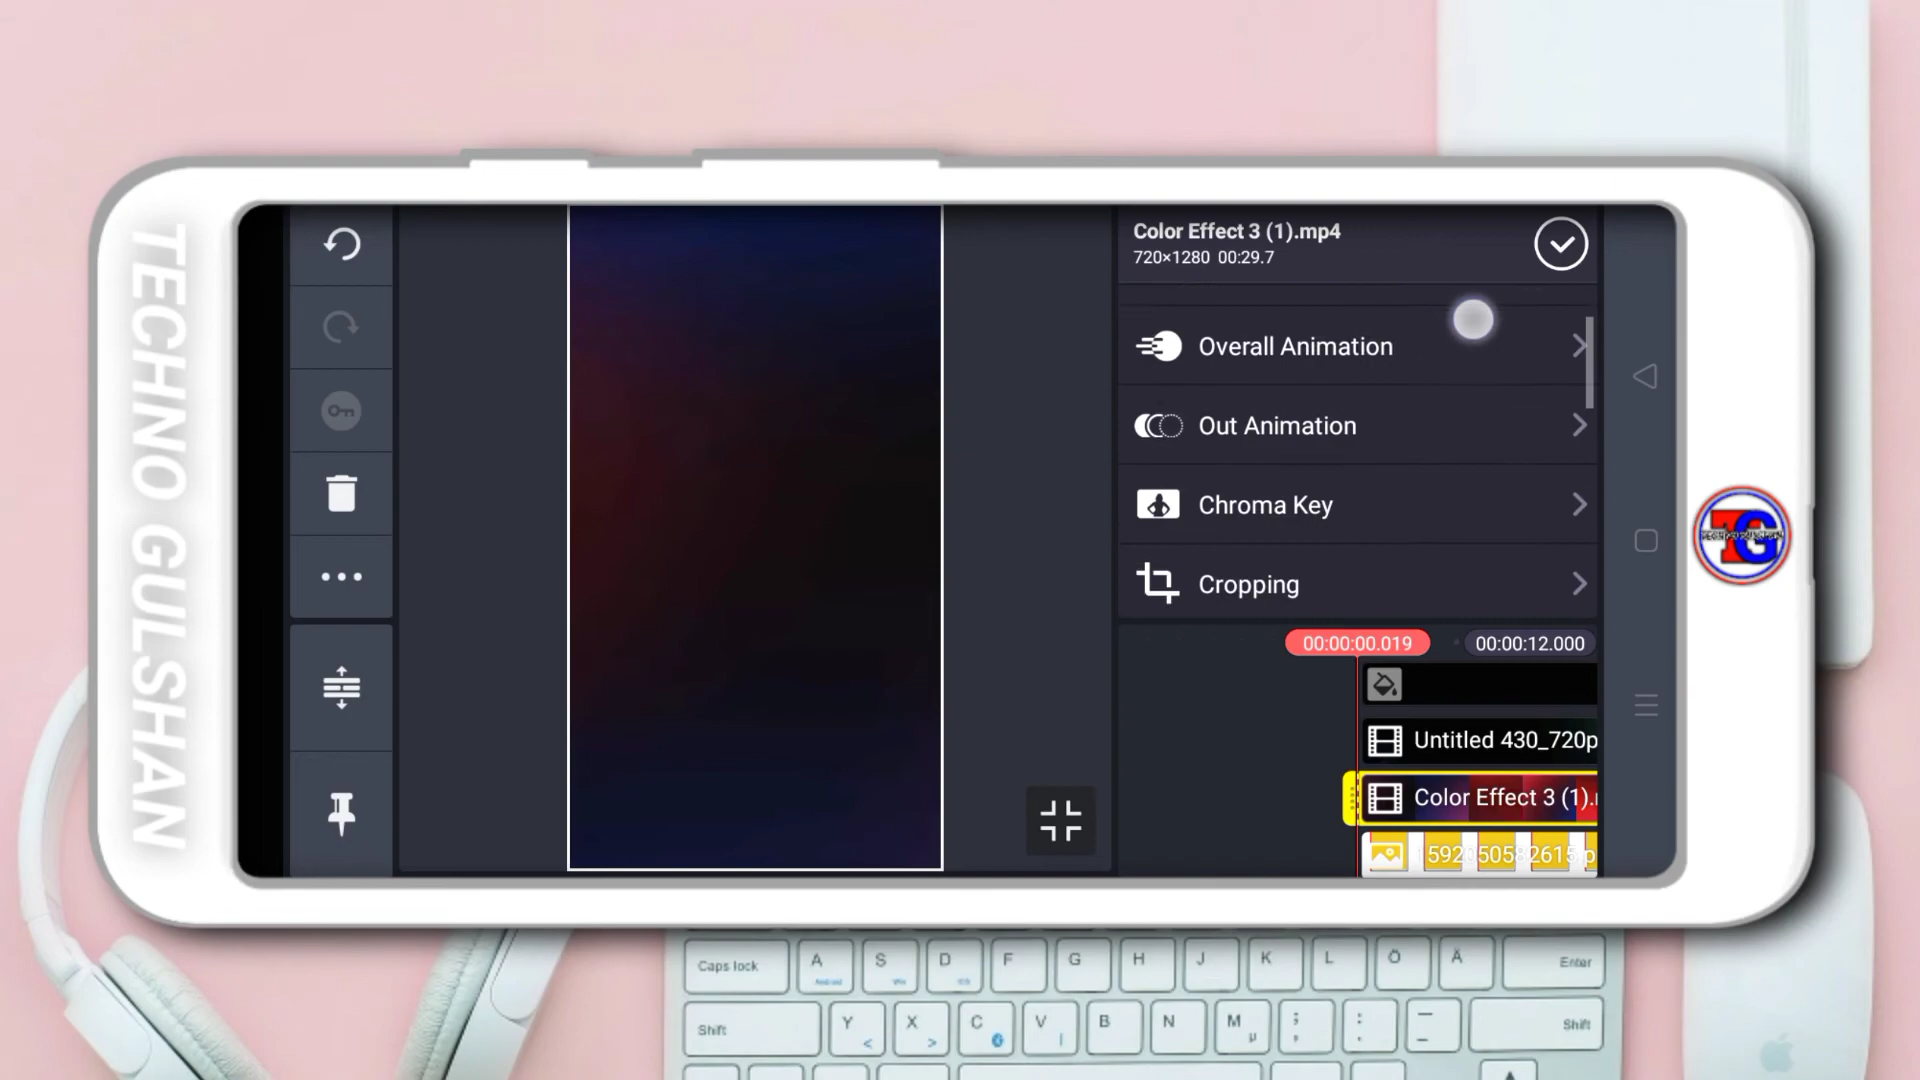 TECHNO GULSHAN
Color Effect 3 (1).mp4
720×1280 00:29.7
Overall Animation
Out Animation
Chroma Key
Cropping
00:00:00.019
00:00:12.000
Untitled 430_720p
Color Effect 3 (1).
TG
Caps lock A S D F G H J K L Ö Ä Enter
Shift Y X C V B N M ; : – Shift
< > µ , . _